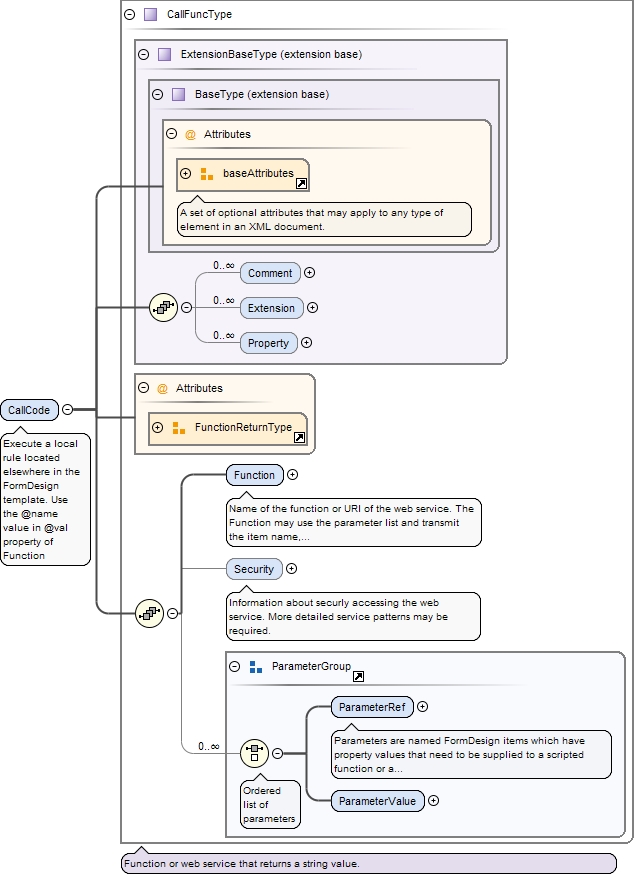 CallFuncType
ExtensionBaseType (extension base)
BaseType (extension base)
@ Attributes
baseAttributes
A set of optional attributes that may apply to any type of
element in an XML document.
0..∞
Comment
0..∞
Extension
0..∞
Property
@ Attributes
FunctionReturnType
CallCode
Execute a local
rule located
elsewhere in the
FormDesign
template. Use
the @name
value in @val
property of
Function
Function
Name of the function or URI of the web service. The
Function may use the parameter list and transmit
the item name,...
Security
Information about securly accessing the web
service. More detailed service patterns may be
required.
ParameterGroup
ParameterRef
Parameters are named FormDesign items which have
property values that need to be supplied to a scripted
function or a...
0..∞
Ordered
list of
parameters
ParameterValue
Function or web service that returns a string value.